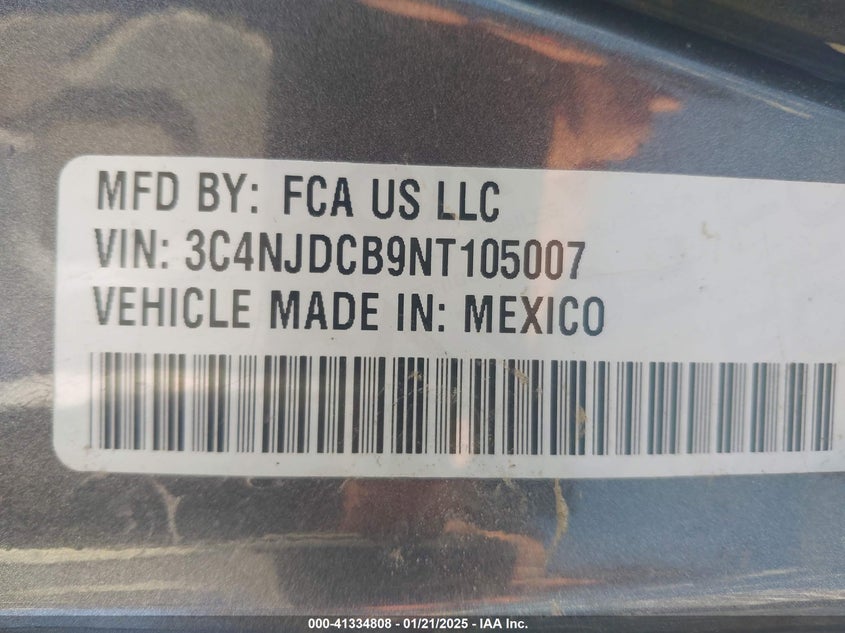 MFD BY: FCA US LLC
VIN: 3C4NJDCB9NT105007
VEHICLE MADE IN: MEXICO
000-41334808 - 01/21/2025 - IAA Inc.